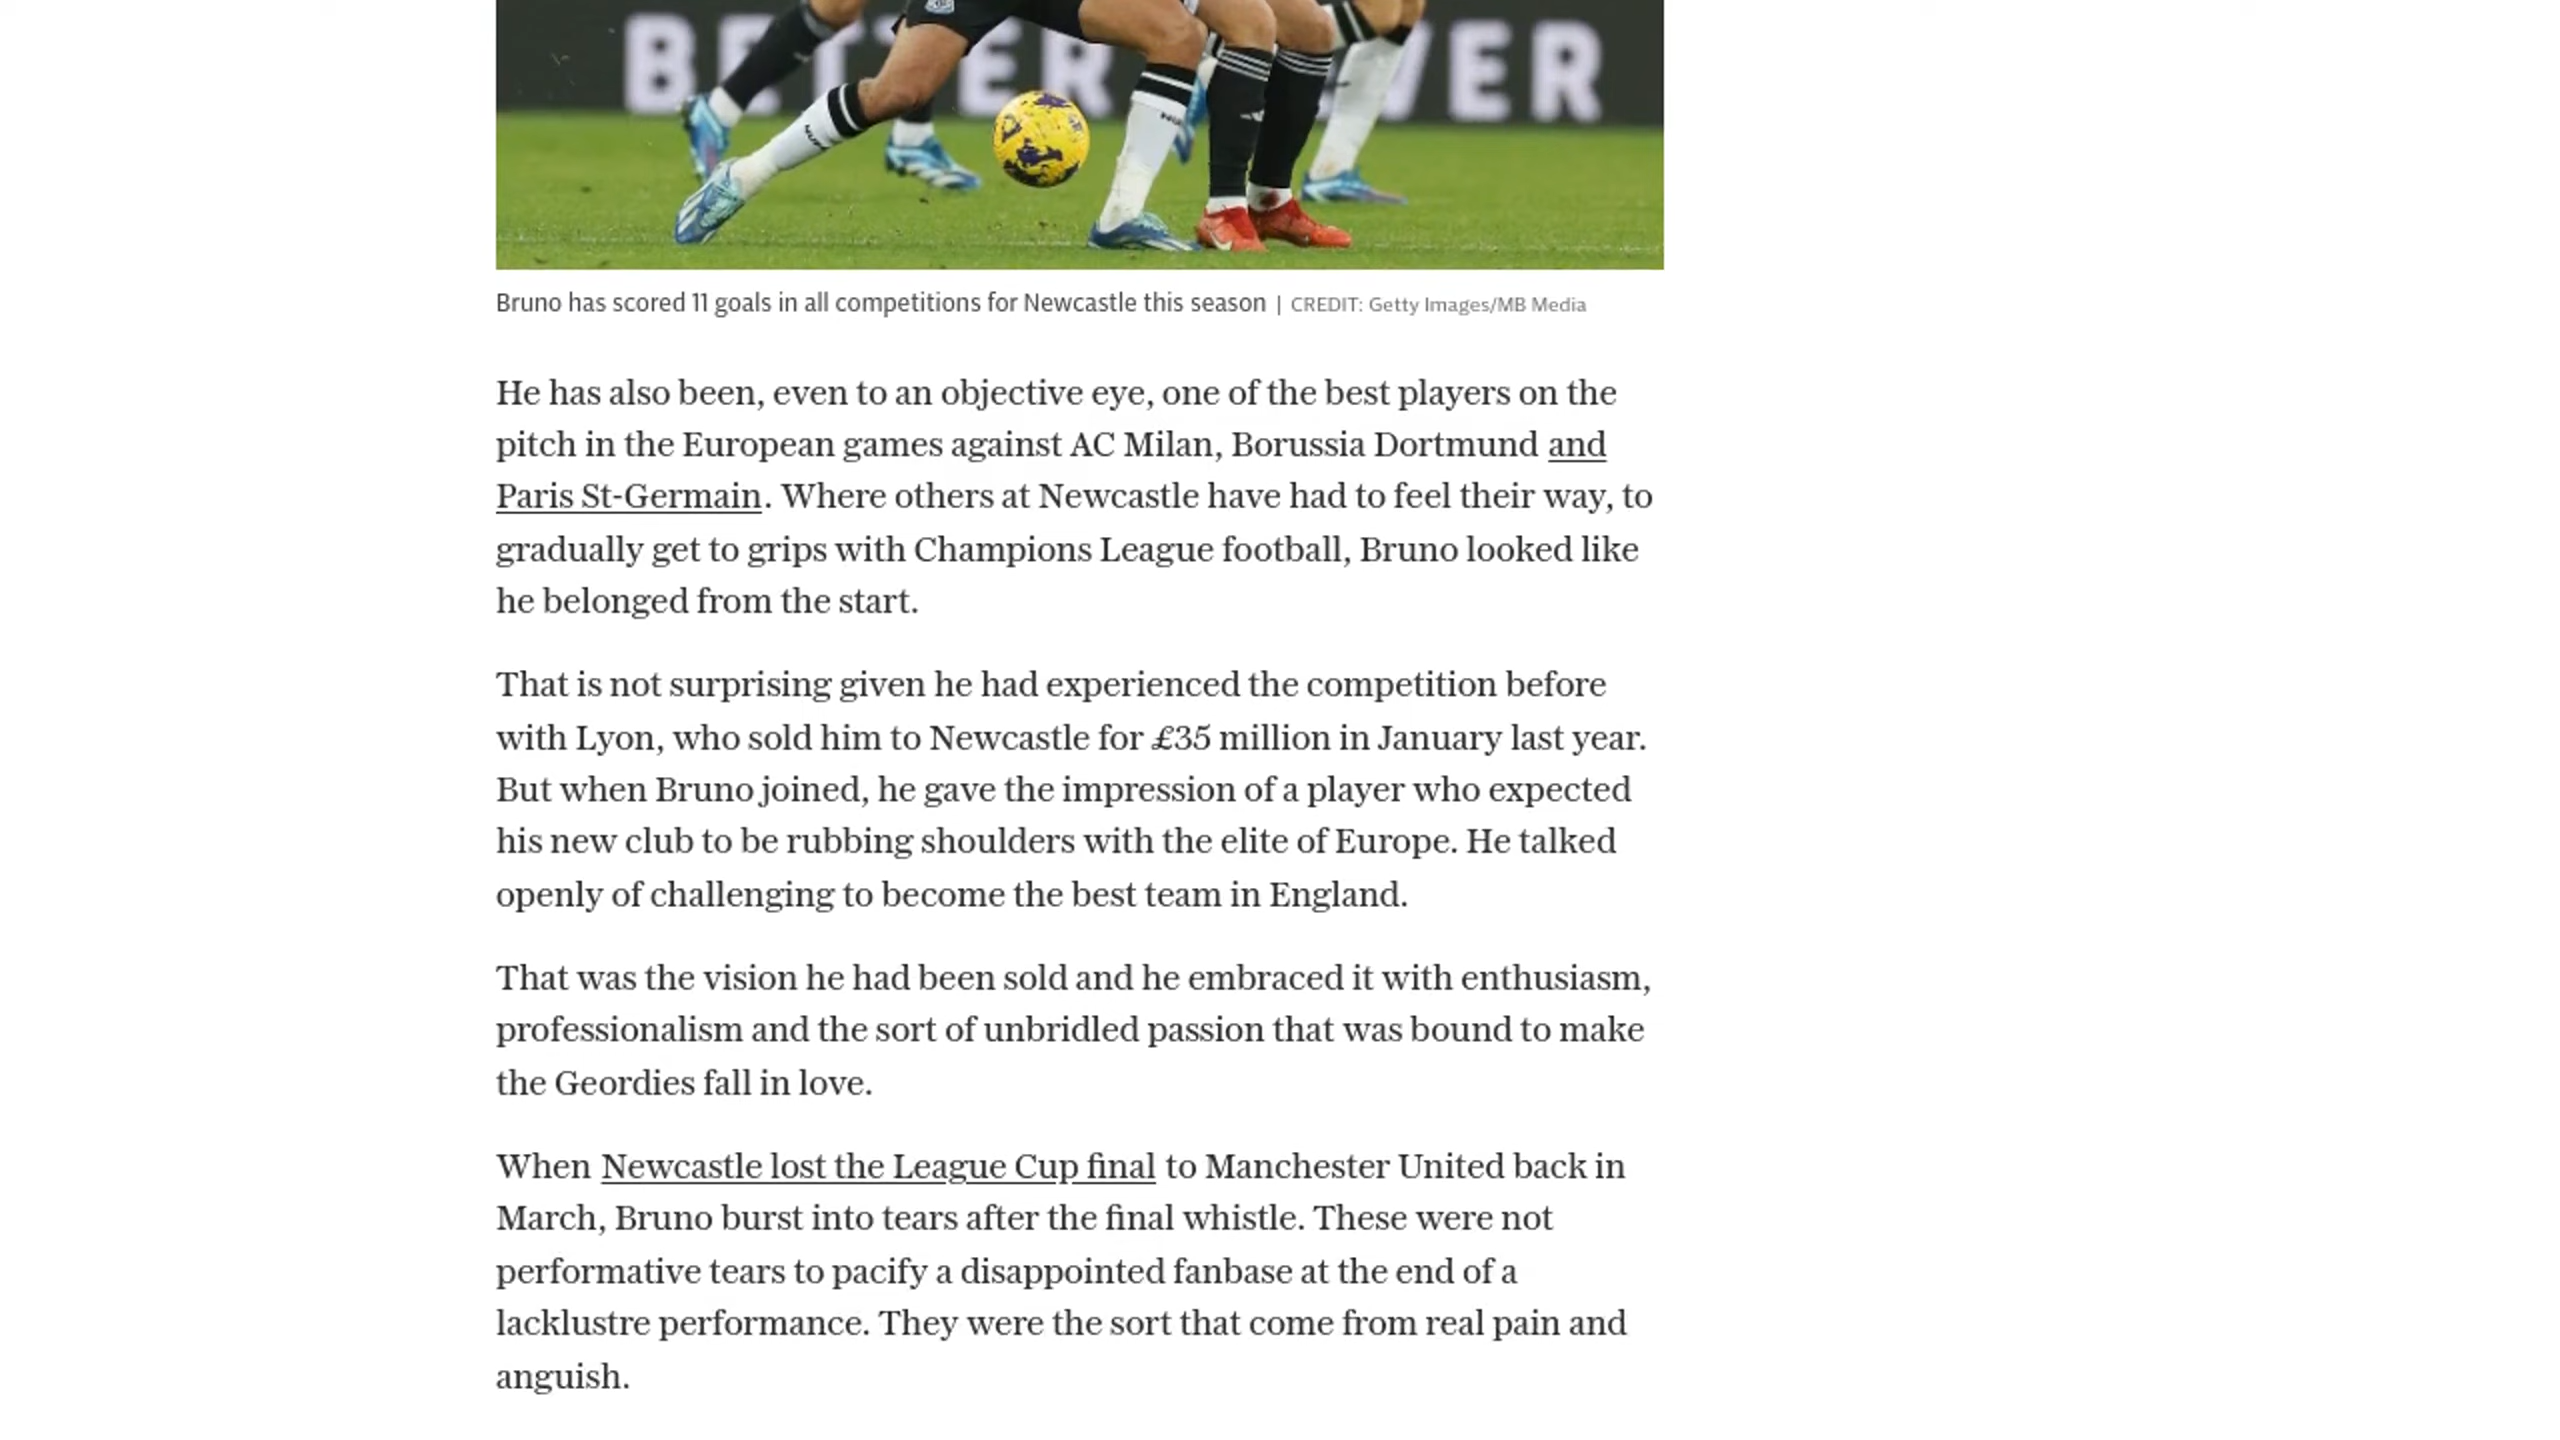 Bruno has scored 11 goals in all competitions for Newcastle this season | CREDIT: Getty Images/MB Media
He has also been, even to an objective eye, one of the best players on the
pitch in the European games against AC Milan, Borussia Dortmund and
Paris St-Germain. Where others at Newcastle have had to feel their way, to
gradually get to grips with Champions League football, Bruno looked like
he belonged from the start.
That is not surprising given he had experienced the competition before
with Lyon, who sold him to Newcastle for £35 million in January last year.
But when Bruno joined, he gave the impression of a player who expected
his new club to be rubbing shoulders with the elite of Europe. He talked
openly of challenging to become the best team in England.
That was the vision he had been sold and he embraced it with enthusiasm,
professionalism and the sort of unbridled passion that was bound to make
the Geordies fall in love.
When Newcastle lost the League Cup final to Manchester United back in
March, Bruno burst into tears after the final whistle. These were not
performative tears to pacify a disappointed fanbase at the end of a
lacklustre performance. They were the sort that come from real pain and
anguish.